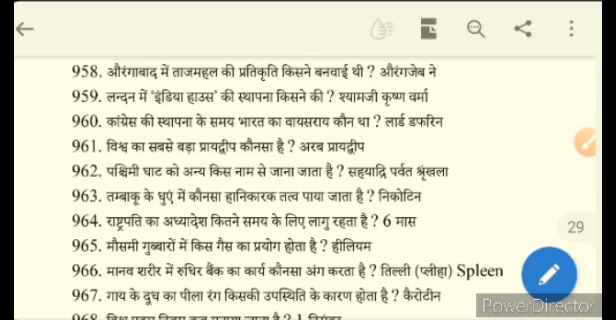 958. औरंगाबाद में ताजमहल की प्रतिकृति किसने बनवाई थी ? औरंगजेब ने
959. लन्दन में 'इंडिया हाउस' की स्थापना किसने की ? श्यामजी कृष्ण वर्मा
960. कांग्रेस की स्थापना के समय भारत का वायसराय कौन था ? लार्ड डफरिन
961. विश्व का सबसे बड़ा प्रायद्वीप कौनसा है ? अरब प्रायद्वीप
962. पश्चिमी घाट को अन्य किस नाम से जाना जाता है ? सहयाद्रि पर्वत श्रृंखला
963. तम्बाकू के धुएं में कौनसा हानिकारक तत्व पाया जाता है ? निकोटिन
964. राष्ट्रपति का अध्यादेश कितने समय के लिए लागु रहता है ? 6 मास
29
965. मौसमी गुब्बारों में किस गैस का प्रयोग होता है ? हीलियम
966. मानव शरीर में रुधिर बैंक का कार्य कौनसा अंग करता है ? तिल्ली (प्लीहा) Spleen
967. गाय के दूध का पीला रंग किसकी उपस्थिति के कारण होता है ? कैरोटीन
PowerDirector